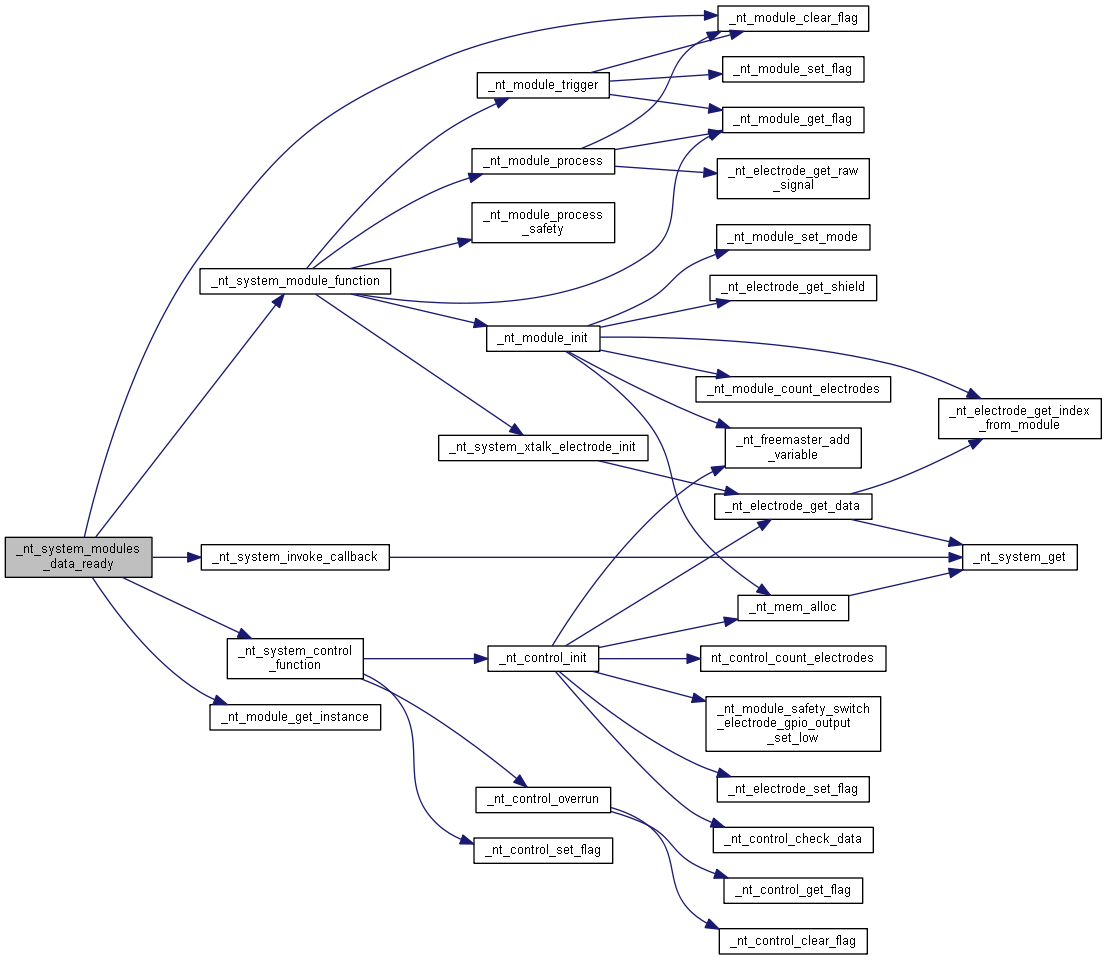 _nt_module_clear_flag
_nt_module_set_flag
_nt_module_trigger
_nt_module_get_flag
_nt_module_process
_nt_electrode_get_raw
_signal
_nt_module_process
_safety
_nt_module_set_mode
_nt_system_module_function
_nt_electrode_get_shield
_nt_module_init
_nt_module_count_electrodes
_nt_electrode_get_index
_from_module
_nt_system_xtalk_electrode_init
_nt_freemaster_add
_variable
_nt_electrode_get_data
_nt_system_modules
_data_ready
_nt_system_invoke_callback
_nt_system_get
_nt_mem_alloc
_nt_system_control
_function
_nt_control_init
nt_control_count_electrodes
_nt_module_get_instance
_nt_module_safety_switch
_electrode_gpio_output
_set_low
_nt_electrode_set_flag
_nt_control_overrun
_nt_control_check_data
_nt_control_set_flag
_nt_control_get_flag
_nt_control_clear_flag